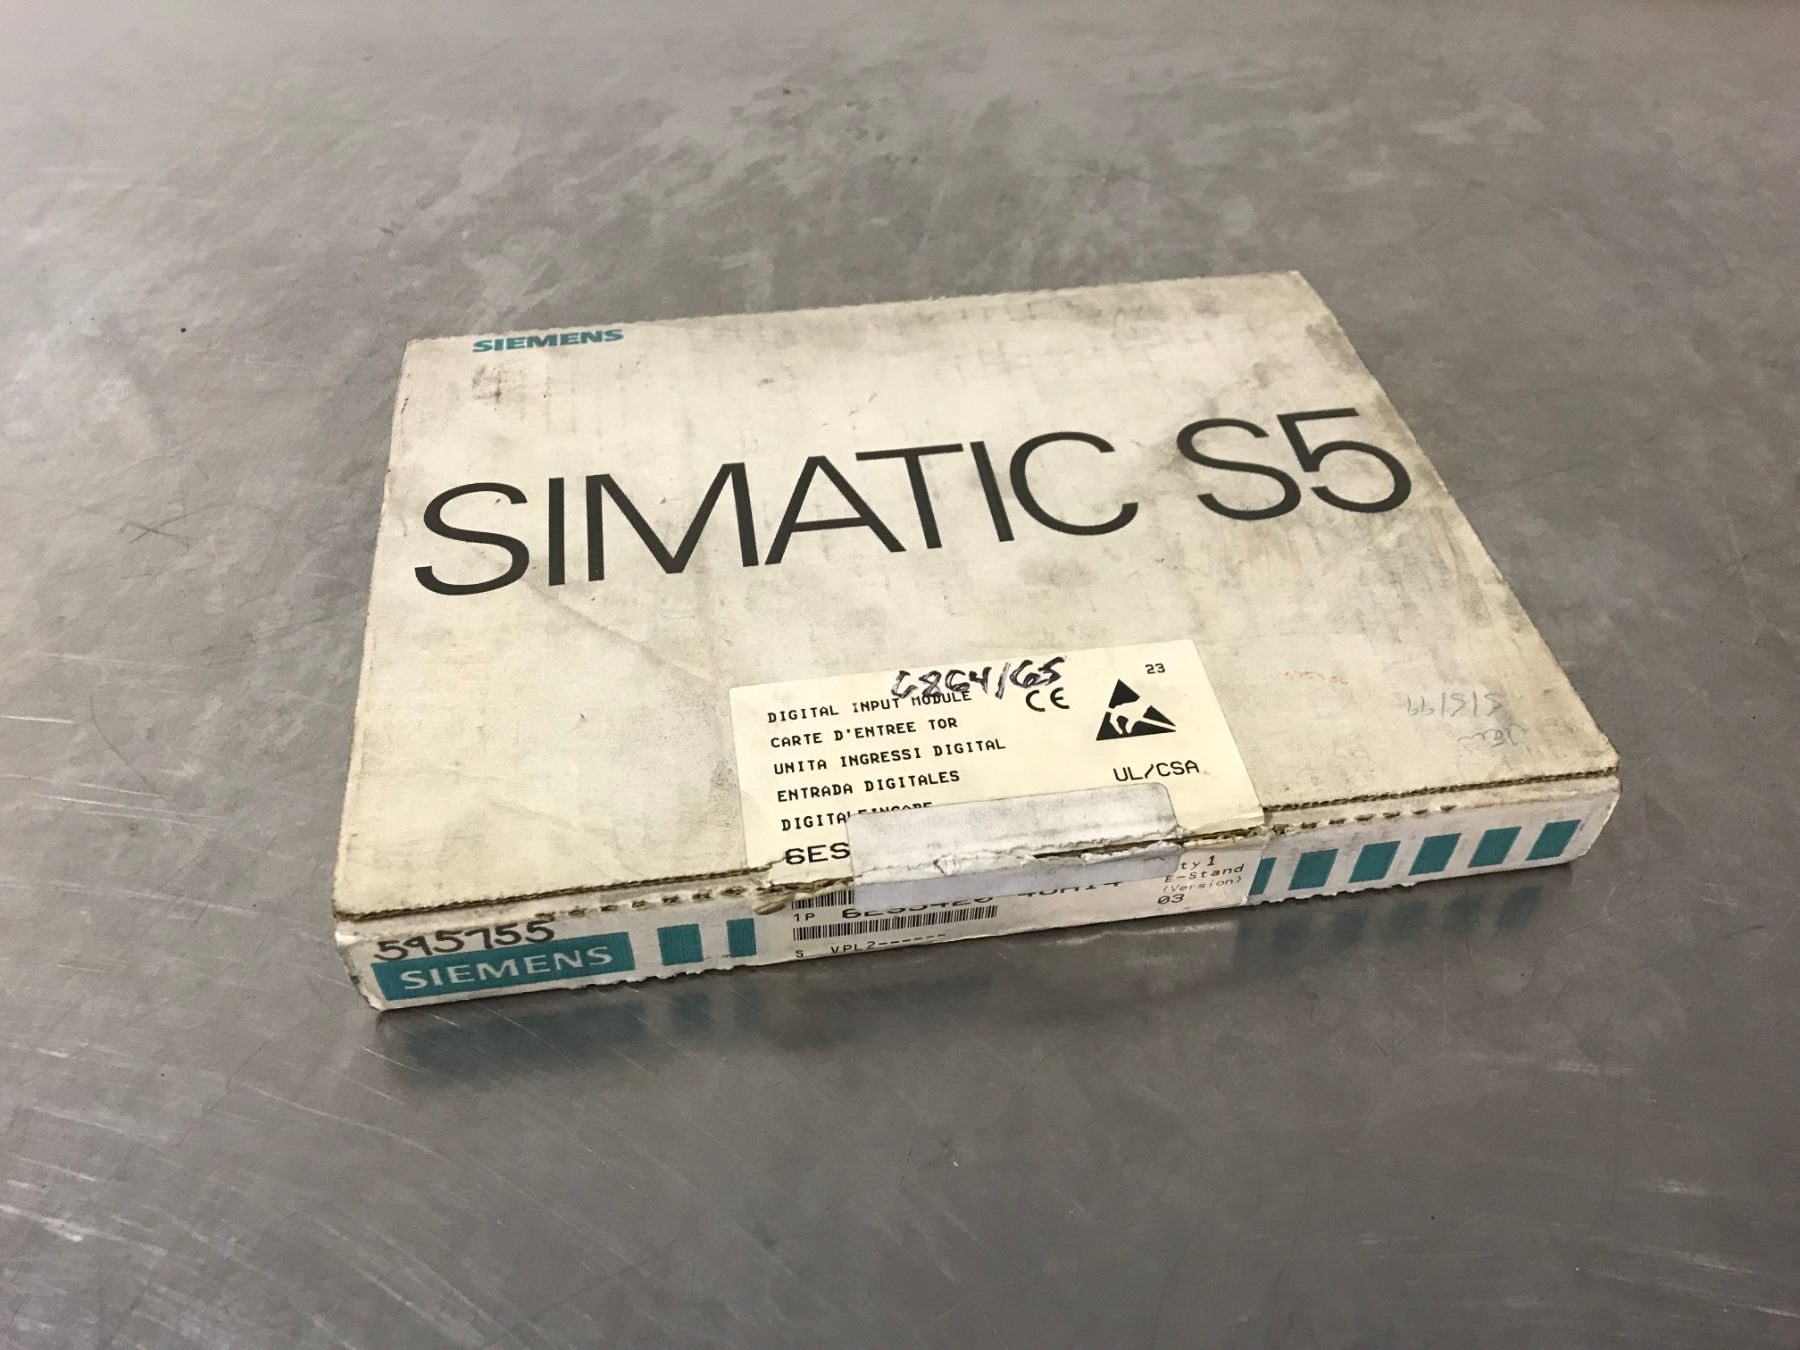 SIEMENS
SIMATIC S5
6864/65
23
DIGITAL INPUT MODULE
CE
CARTE D'ENTREE TOR
UNITA INGRESSI DIGITAL
UL/CSA
ENTRADA DIGITALES
6ES
1
E-Stand
(Version)
03
1P
S VPL2------
595755
SIEMENS